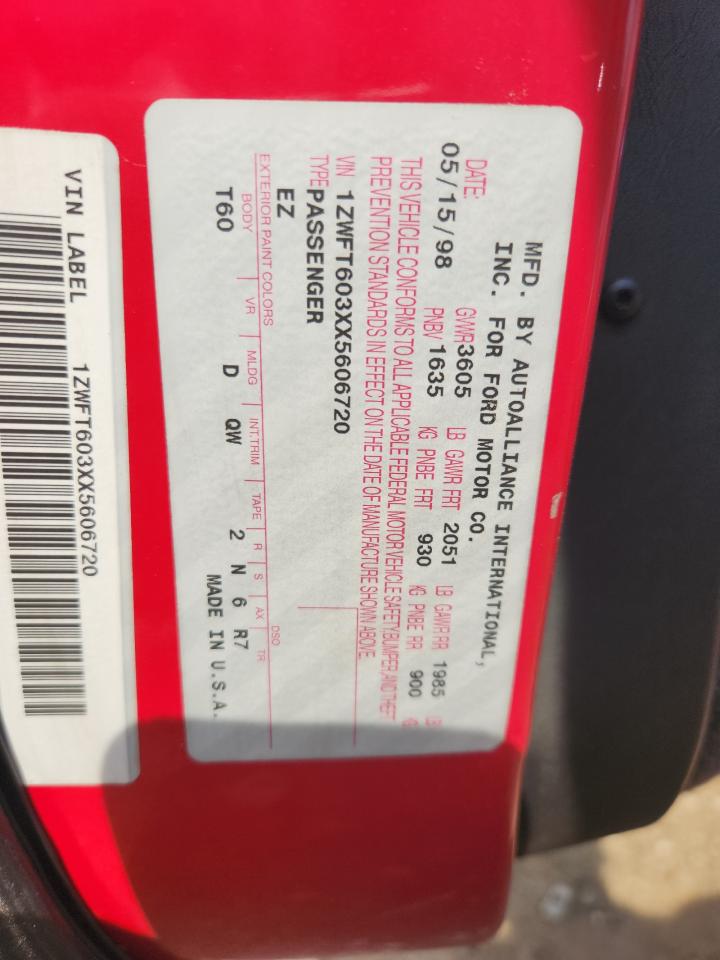 MFD. BY AUTOALLIANCE INTERNATIONAL,
INC. FOR FORD MOTOR CO.
DATE: GVWR 3605 LB GAWR FRT 2051 LB GAWR RR 1985 LB
05/15/98 PNBV 1635 KG PNBE FRT 930 KG PNBE RR 900 KG
THIS VEHICLE CONFORMS TO ALL APPLICABLE FEDERAL MOTOR VEHICLE SAFETY, BUMPER, AND THEFT
PREVENTION STANDARDS IN EFFECT ON THE DATE OF MANUFACTURE SHOWN ABOVE.
VIN 1ZWFT603XX5606720
TYPE PASSENGER
EZ
EXTERIOR PAINT COLORS DSO
BODY VR MLDG INT. TRIM TAPE R S AX TR
T60 D QW 2 N 6 R7
MADE IN U.S.A.
VIN LABEL 1ZWFT603XX5606720